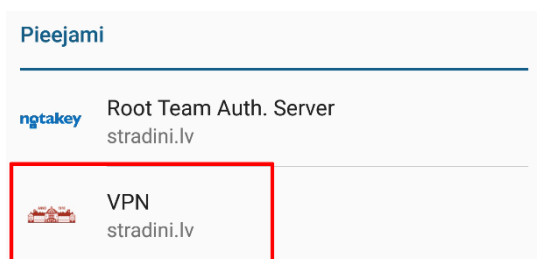 Pieejami
notakey
Root Team Auth. Server
stradini.lv
VPN
stradini.lv